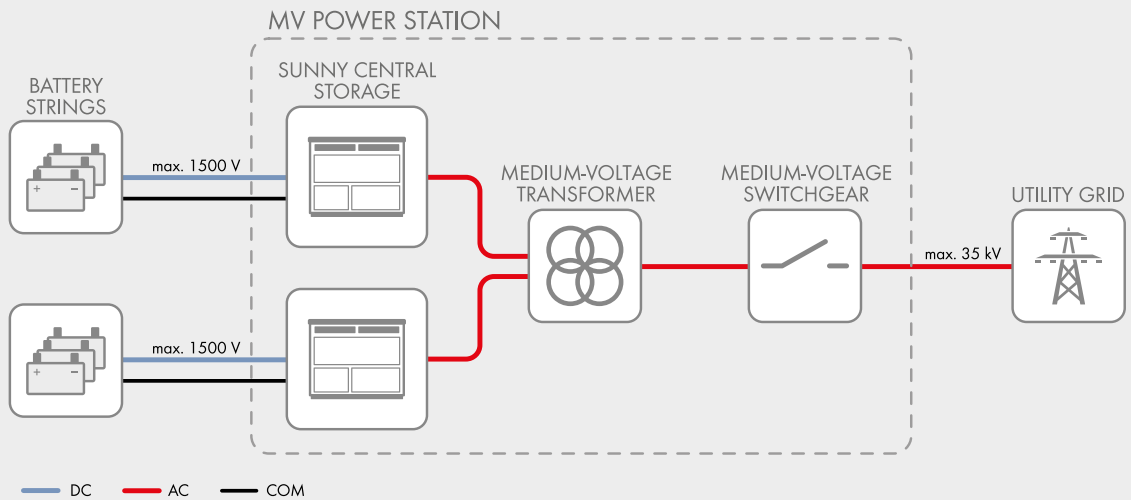 MV POWER STATION
BATTERY
STRINGS
SUNNY CENTRAL
STORAGE
max. 1500 V
MEDIUM-VOLTAGE
TRANSFORMER
MEDIUM-VOLTAGE
SWITCHGEAR
UTILITY GRID
max. 35 kV
max. 1500 V
DC
AC
COM